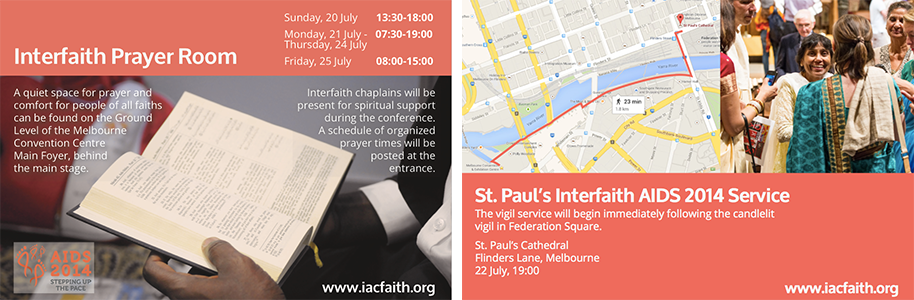 Interfaith Prayer Room
Sunday, 20 July 13:30-18:00
Monday, 21 July - 07:30-19:00
Thursday, 24 July
Friday, 25 July 08:00-15:00
A quiet space for prayer and
comfort for people of all faiths
can be found on the Ground
Level of the Melbourne
Convention Centre
Main Foyer, behind
the main stage.
Interfaith chaplains will be
present for spiritual support
during the conference.
A schedule of organized
prayer times will be
posted at the
entrance.
AIDS
2014
STEPPING UP
THE PACE
www.iacfaith.org
St Paul's Cathedral
23 min
St. Paul's Interfaith AIDS 2014 Service
The vigil service will begin immediately following the candlelit
vigil in Federation Square.
St. Paul's Cathedral
Flinders Lane, Melbourne
22 July, 19:00
www.iacfaith.org